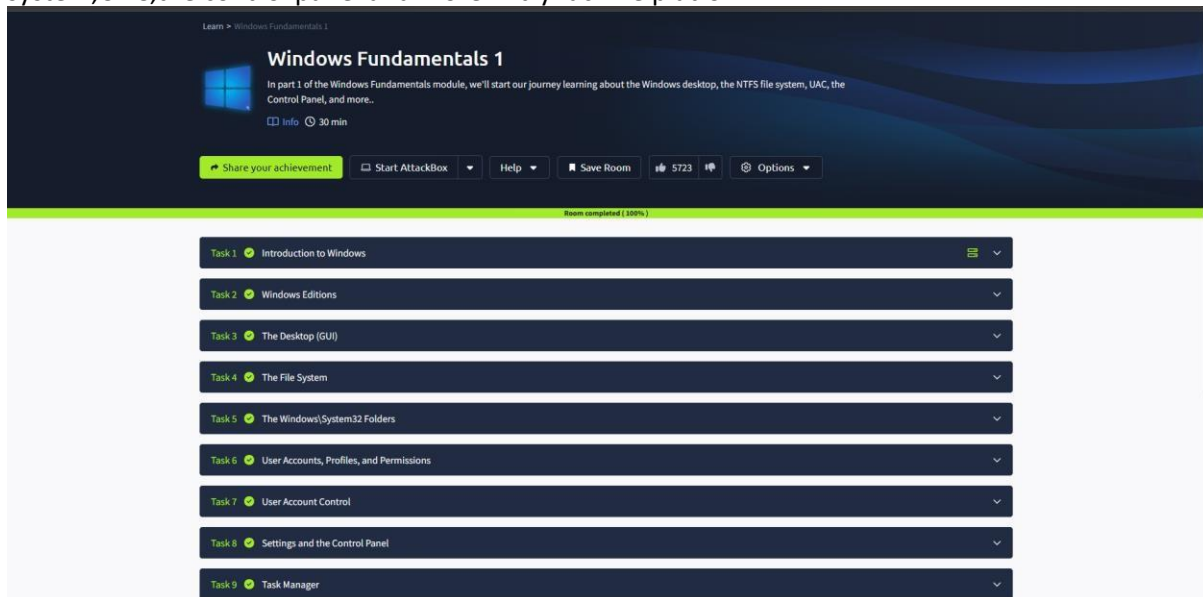 Learn > Windows Fundamentals 1
Windows Fundamentals 1
In part 1 of the Windows Fundamentals module, we'll start our journey learning about the Windows desktop, the NTFS file system, UAC, the
Control Panel, and more..
Info 30 min
Share your achievement Start AttackBox Help Save Room 5723 Options
Room completed ( 100% )
Task 1 Introduction to Windows
Task 2 Windows Editions
Task 3 The Desktop (GUI)
Task 4 The File System
Task 5 The Windows\System32 Folders
Task 6 User Accounts, Profiles, and Permissions
Task 7 User Account Control
Task 8 Settings and the Control Panel
Task 9 Task Manager